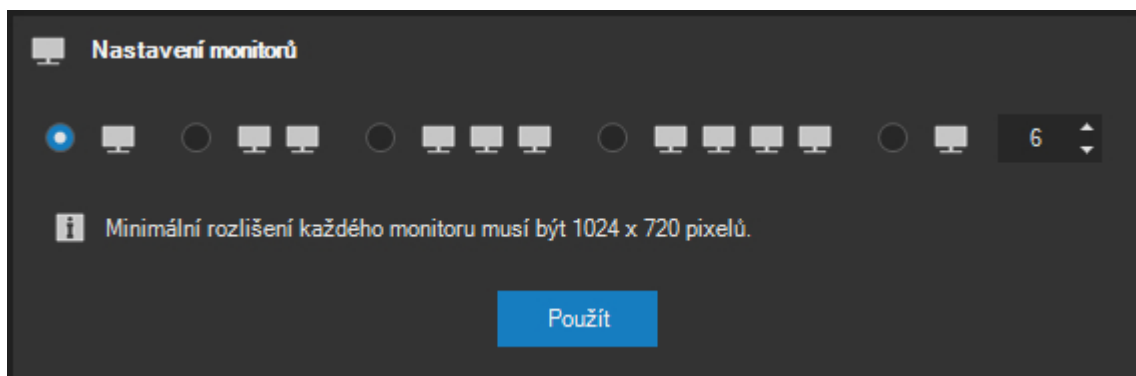 Nastavení monitorů
6
Minimální rozlišení každého monitoru musí být 1024 x 720 pixelů.
Použít